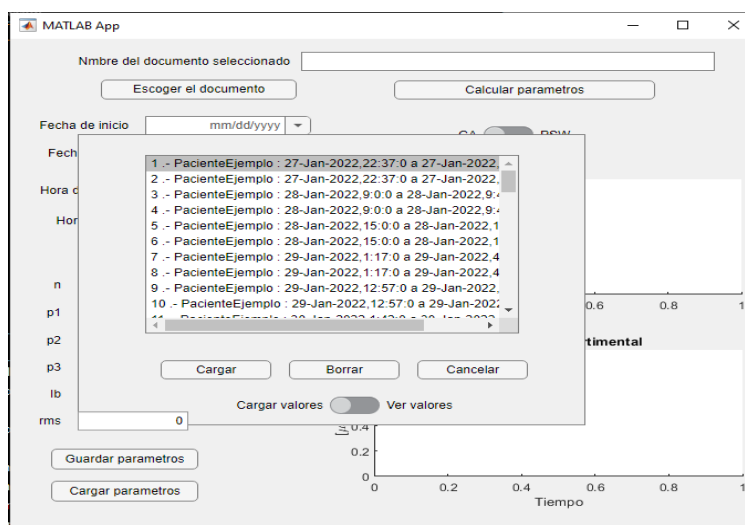 MATLAB App
Nmbre del documento seleccionado
Escoger el documento
Calcular parametros
Fecha de inicio mm/dd/yyyy
Fech
Hora d
Hor
1 .- PacienteEjemplo : 27-Jan-2022,22:37:0 a 27-Jan-2022,
2 .- PacienteEjemplo : 27-Jan-2022,22:37:0 a 27-Jan-2022,
3 .- PacienteEjemplo : 28-Jan-2022,9:0:0 a 28-Jan-2022,9:4
4 .- PacienteEjemplo : 28-Jan-2022,9:0:0 a 28-Jan-2022,9:4
5 .- PacienteEjemplo : 28-Jan-2022,15:0:0 a 28-Jan-2022,1
6 .- PacienteEjemplo : 28-Jan-2022,15:0:0 a 28-Jan-2022,1
7 .- PacienteEjemplo : 29-Jan-2022,1:17:0 a 29-Jan-2022,4
8 .- PacienteEjemplo : 29-Jan-2022,1:17:0 a 29-Jan-2022,4
9 .- PacienteEjemplo : 29-Jan-2022,12:57:0 a 29-Jan-2022,
10 .- PacienteEjemplo : 29-Jan-2022,12:57:0 a 29-Jan-2022
Cargar
Borrar
Cancelar
Cargar valores
Ver valores
n
p1
p2
p3
Ib
rms 0
Guardar parametros
Cargar parametros
0.6 0.8 1
rtimental
0.4
0.2
0
0 0.2 0.4 0.6 0.8 1
Tiempo